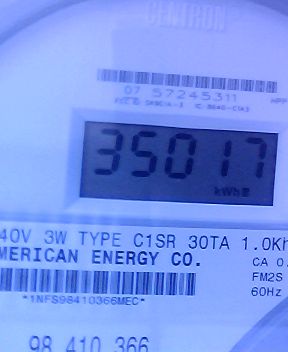 CENTRON
07 57245311
35017
kWh
40V 3W TYPE C1SR 30TA 1.0Kh
MERICAN ENERGY CO.
CA 0.
FM2S
60Hz
*1NFS98410366MEC*
98 410 366